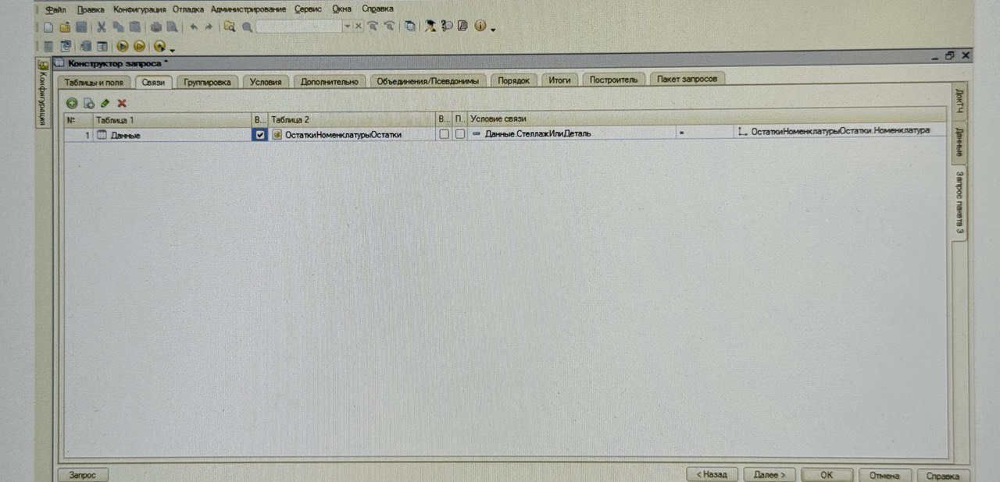 Файл Правка Конфигурация Отладка Администрирование Сервис Окна Справка
Конструктор запроса *
Таблицы и поля Связи Группировка Условия Дополнительно Объединения/Псевдонимы Порядок Итоги Построитель Пакет запросов
№ Таблица 1 В... Таблица 2 В... П... Условие связи
1 Данные ОстаткиНоменклатурыОстатки Данные.СтеллажИлиДеталь = ОстаткиНоменклатурыОстатки.Номенклатура
Конфигурация
Данные
Запрос пакета 3
Запрос < Назад Далее > OK Отмена Справка